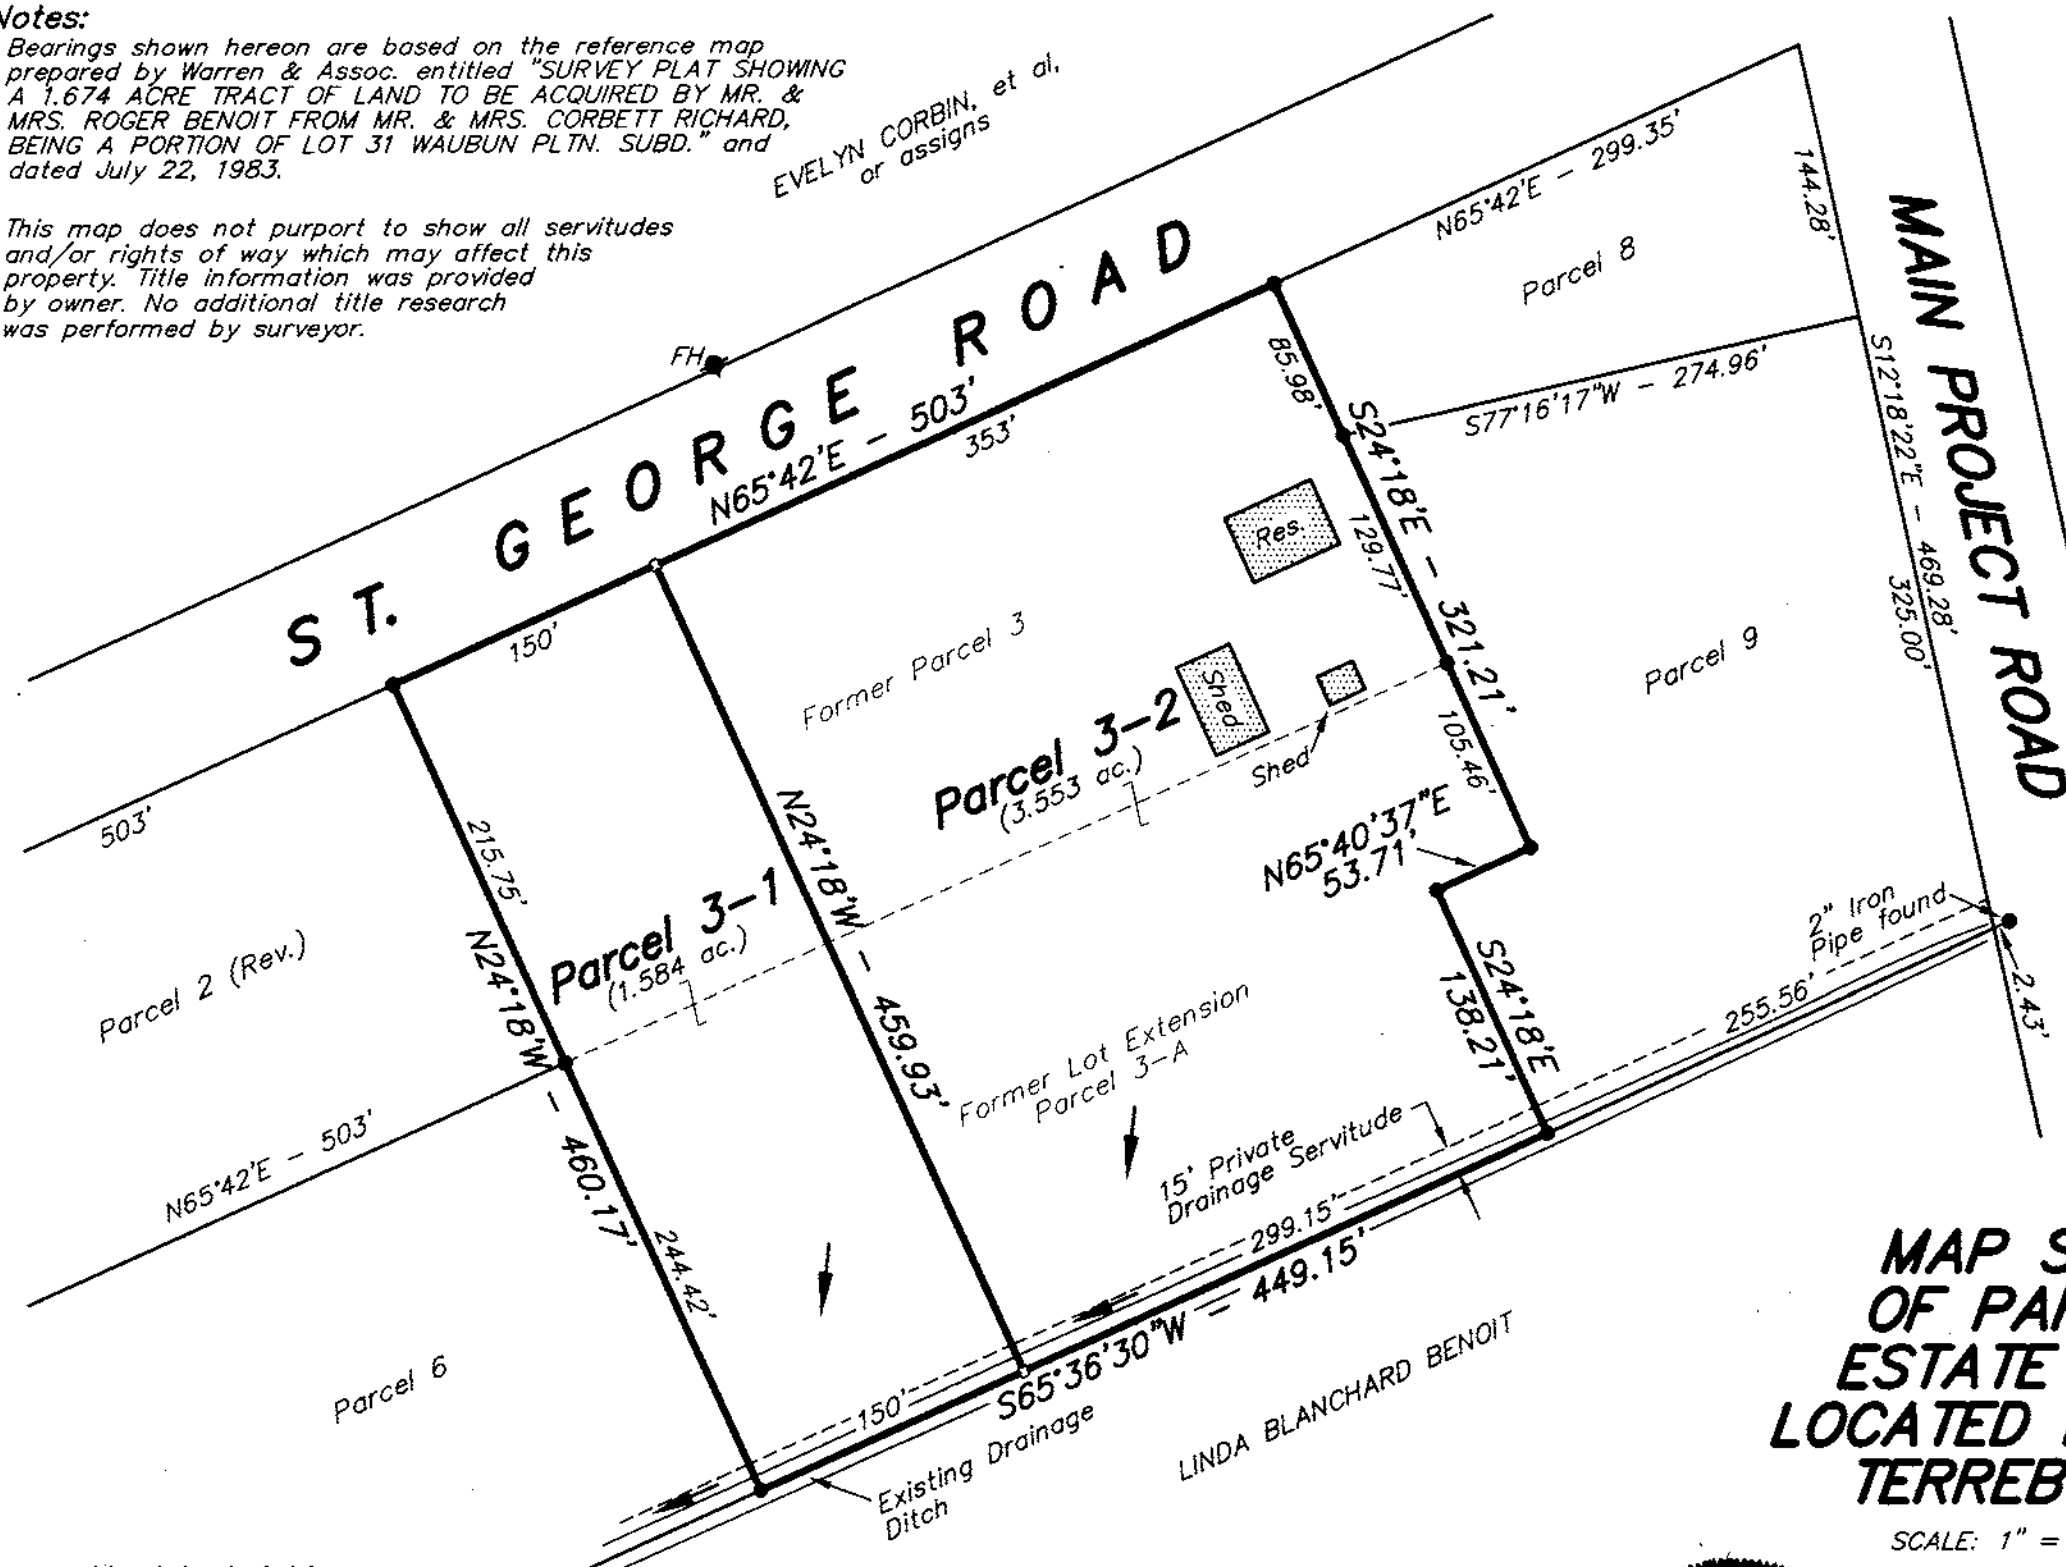 Notes:
Bearings shown hereon are based on the reference map
prepared by Warren & Assoc. entitled "SURVEY PLAT SHOWING
A 1.674 ACRE TRACT OF LAND TO BE ACQUIRED BY MR. &
MRS. ROGER BENOIT FROM MR. & MRS. CORBETT RICHARD,
BEING A PORTION OF LOT 31 WAUBUN PLTN. SUBD." and
dated July 22, 1983.
This map does not purport to show all servitudes
and/or rights of way which may affect this
property. Title information was provided
by owner. No additional title research
was performed by surveyor.
EVELYN CORBIN, et al,
or assigns
FH
ST. GEORGE ROAD
N65°42'E - 503'
353'
150'
503'
N65°42'E - 299.35'
144.28'
Parcel 8
MAIN PROJECT ROAD
85.98'
S77°16'17"W - 274.96'
S12°18'22"E - 469.28'
325.00'
S24°18'E - 321.21'
129.77'
105.46'
Res.
Former Parcel 3
Shed
Shed
Parcel 9
Parcel 3-2
(3.553 ac.)
N65°40'37"E
53.71'
215.75'
N24°18'W - 459.93'
Parcel 3-1
(1.584 ac.)
Parcel 2 (Rev.)
N24°18'W - 460.17'
244.42'
2" Iron
Pipe found
2.43'
255.56'
S24°18'E
138.21'
Former Lot Extension
Parcel 3-A
15' Private
Drainage Servitude
N65°42'E - 503'
299.15'
S65°36'30"W - 449.15'
150'
Parcel 6
Existing Drainage
Ditch
LINDA BLANCHARD BENOIT
MAP S
OF PA
ESTATE
LOCATED
TERREB
SCALE: 1" =